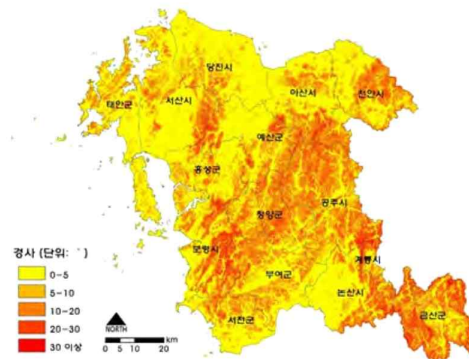 당진시
아산시
천안시
서산시
태안군
예산군
홍성군
공주시
청양군
보령시
계룡시
부여군
논산시
서천군
금산군
경사 (단위: ˚ )
0-5
5-10
10-20
20-30
30 이상
NORTH
0 5 10 20 km